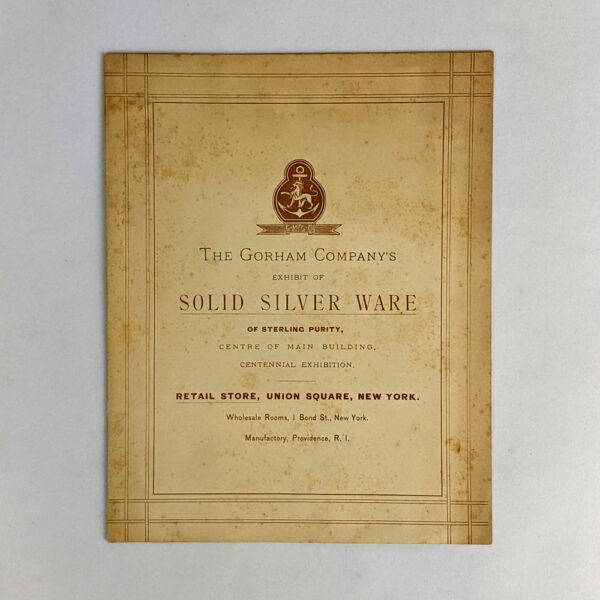 THE GORHAM COMPANY'S
EXHIBIT OF
SOLID SILVER WARE
OF STERLING PURITY,
CENTRE OF MAIN BUILDING,
CENTENNIAL EXHIBITION.
RETAIL STORE, UNION SQUARE, NEW YORK.
Wholesale Rooms, 1 Bond St., New York.
Manufactory, Providence, R. I.